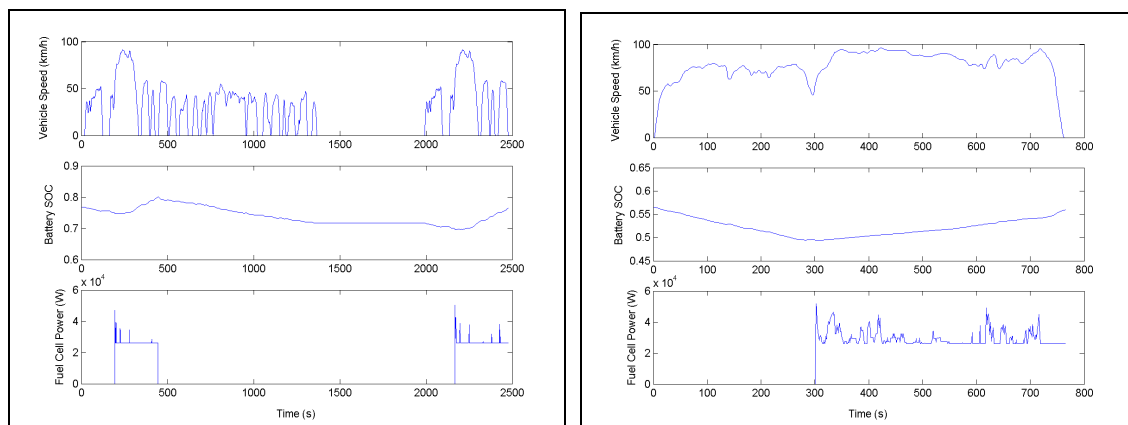 Vehicle Speed (km/h)
100
50
0
0 500 1000 1500 2000 2500
Battery SOC
0.9
0.8
0.7
0.6
0 500 1000 1500 2000 2500
x 10^4
Fuel Cell Power (W)
6
4
2
0
0 500 1000 1500 2000 2500
Time (s)
Vehicle Speed (km/h)
100
50
0
0 100 200 300 400 500 600 700 800
Battery SOC
0.65
0.6
0.55
0.5
0.45
0 100 200 300 400 500 600 700 800
x 10^4
Fuel Cell Power (W)
6
4
2
0
0 100 200 300 400 500 600 700 800
Time (s)